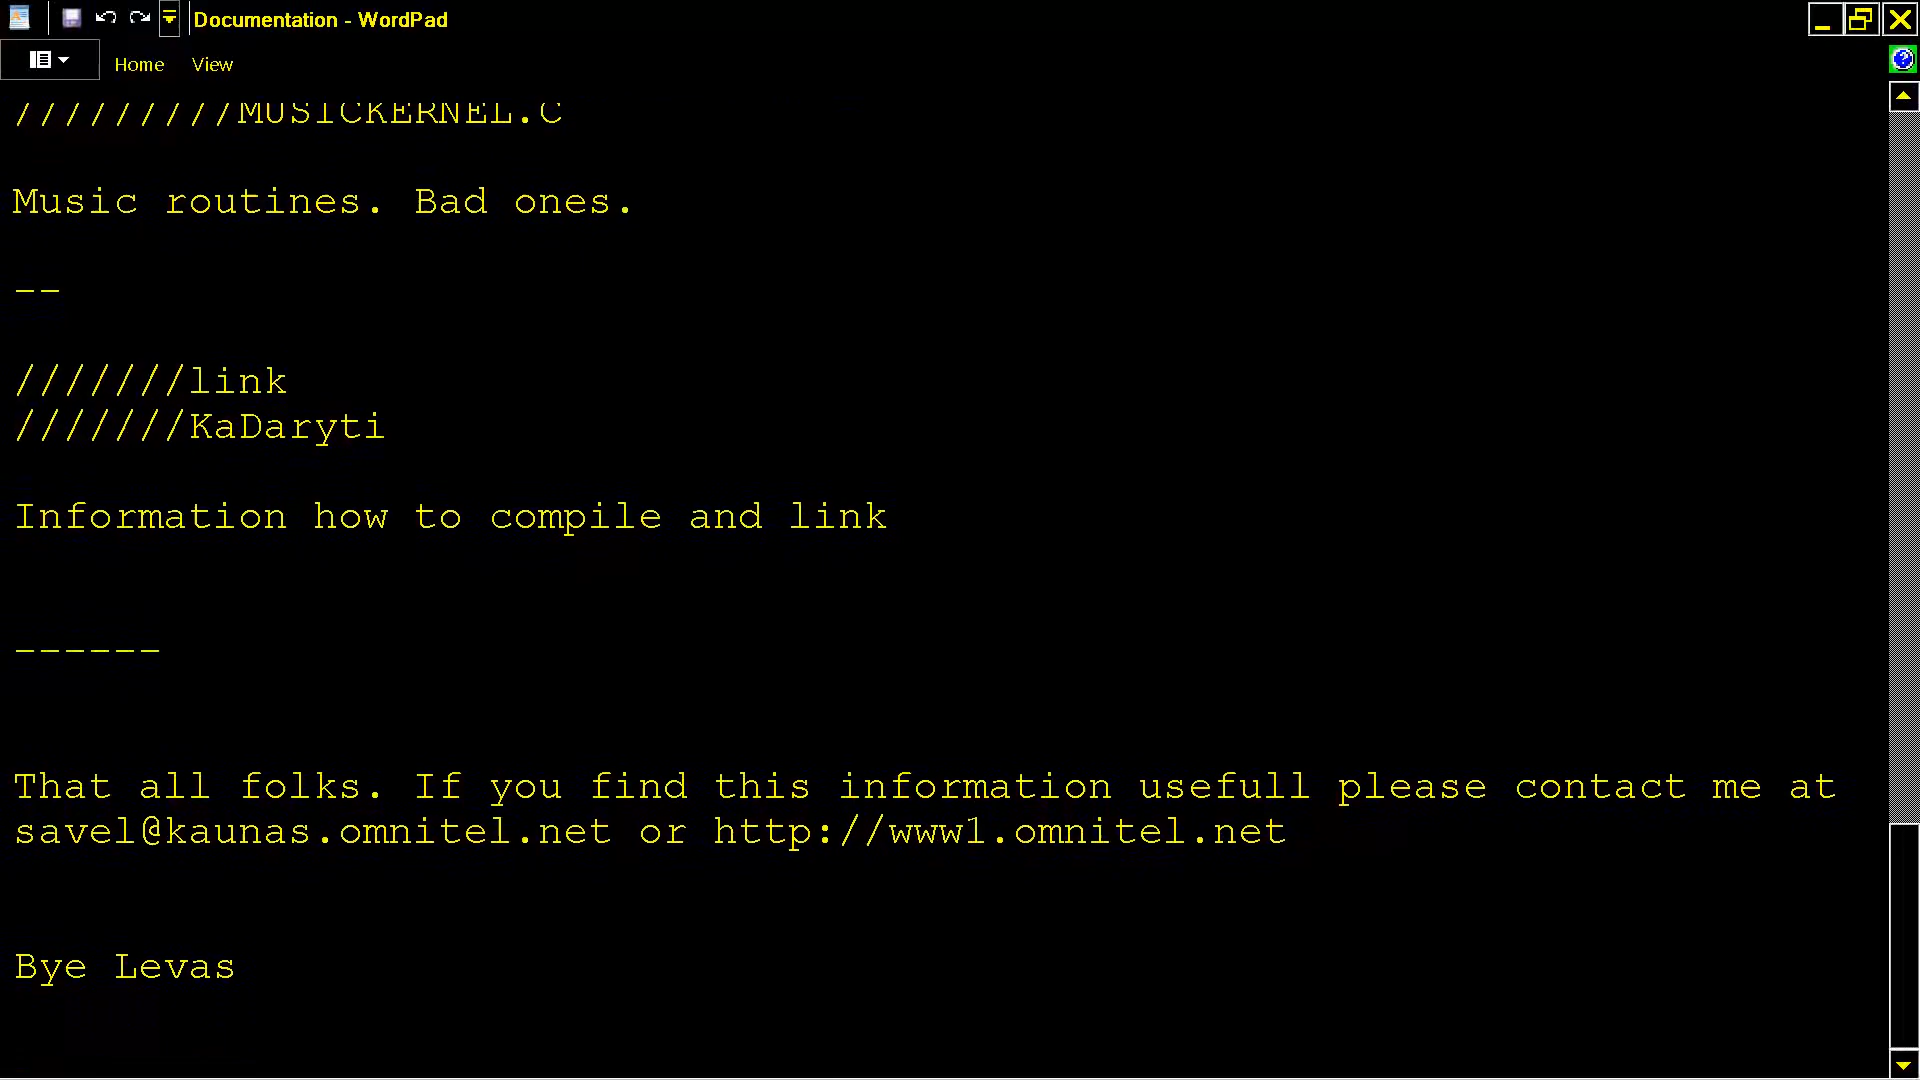 Documentation - WordPad
Home View
/////////MUSICKERNEL.C
Music routines. Bad ones.
--
///////link
///////KaDaryti
Information how to compile and link
------
That all folks. If you find this information usefull please contact me at
savel@kaunas.omnitel.net or http://www1.omnitel.net
Bye Levas